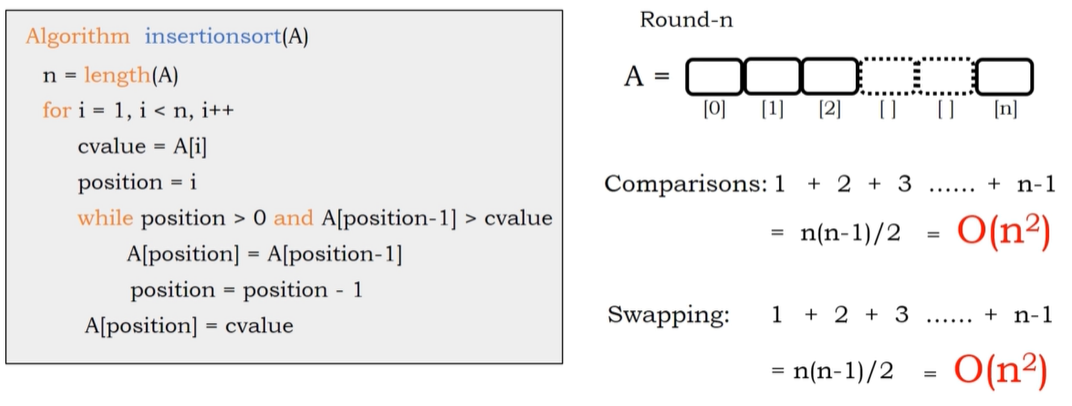 Algorithm insertionsort(A)
n = length(A)
for i = 1, i < n, i++
cvalue = A[i]
position = i
while position > 0 and A[position-1] > cvalue
A[position] = A[position-1]
position = position - 1
A[position] = cvalue
Round-n
A =
[0] [1] [2] [ ] [ ] [n]
Comparisons: 1 + 2 + 3 ...... + n-1
= n(n-1)/2 = O(n²)
Swapping: 1 + 2 + 3 ...... + n-1
= n(n-1)/2 = O(n²)